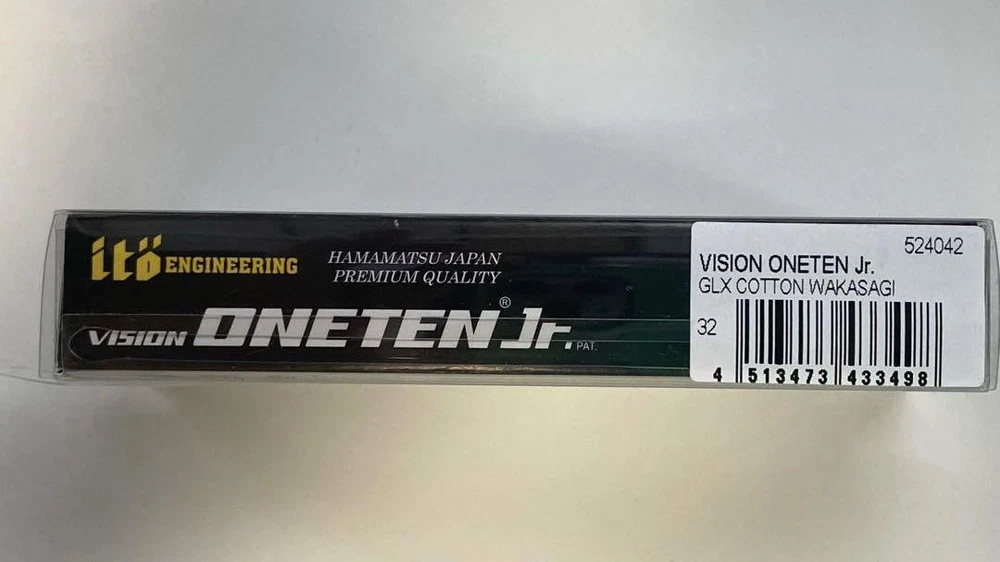 itö ENGINEERING
HAMAMATSU JAPAN
PREMIUM QUALITY
VISION ONETEN® Jr. PAT.
524042
VISION ONETEN Jr.
GLX COTTON WAKASAGI
32
4 513473 433498